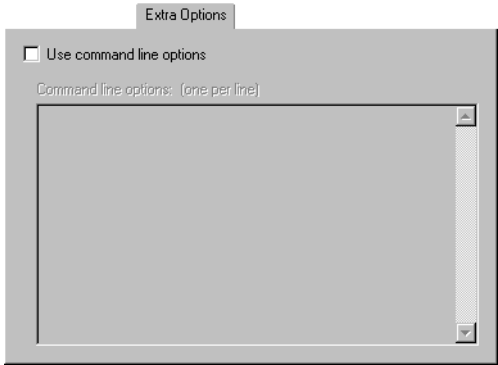 Extra Options
Use command line options
Command line options: (one per line)